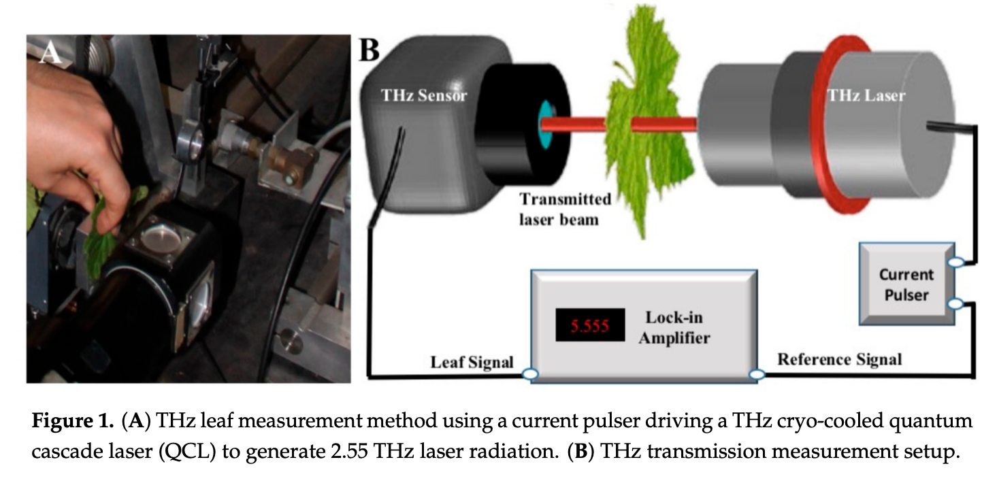 A
B
THz Sensor
THz Laser
Transmitted
laser beam
Current
Pulser
5.555
Lock-in
Amplifier
Leaf Signal
Reference Signal
Figure 1. (A) THz leaf measurement method using a current pulser driving a THz cryo-cooled quantum
cascade laser (QCL) to generate 2.55 THz laser radiation. (B) THz transmission measurement setup.